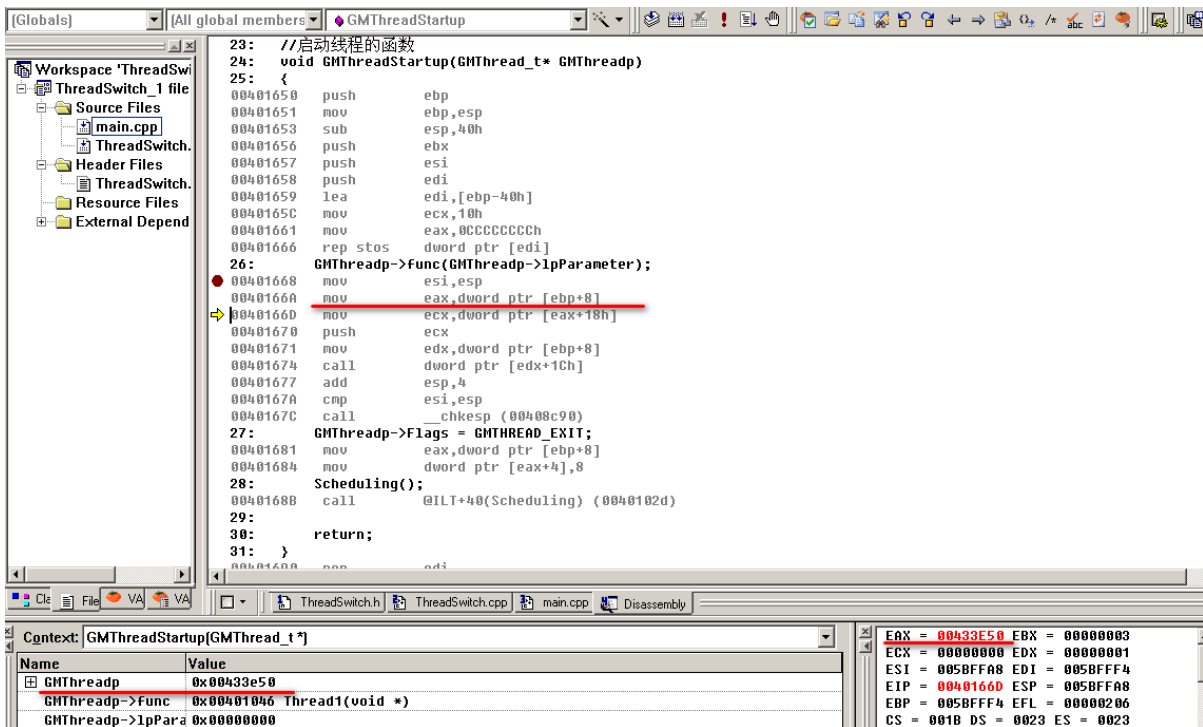 (Globals)
(All global members
GMThreadStartup
Workspace 'ThreadSwi
ThreadSwitch_1 file
Source Files
main.cpp
ThreadSwitch.
Header Files
ThreadSwitch.
Resource Files
External Depend
Cla
File
VA
VA
23: //启动线程的函数
24: void GMThreadStartup(GMThread_t* GMThreadp)
25: {
00401650 push ebp
00401651 mov ebp,esp
00401653 sub esp,40h
00401656 push ebx
00401657 push esi
00401658 push edi
00401659 lea edi,[ebp-40h]
0040165C mov ecx,10h
00401661 mov eax,0CCCCCCCCh
00401666 rep stos dword ptr [edi]
26: GMThreadp->func(GMThreadp->lpParameter);
00401668 mov esi,esp
0040166A mov eax,dword ptr [ebp+8]
0040166D mov ecx,dword ptr [eax+18h]
00401670 push ecx
00401671 mov edx,dword ptr [ebp+8]
00401674 call dword ptr [edx+1Ch]
00401677 add esp,4
0040167A cmp esi,esp
0040167C call __chkesp (00408c90)
27: GMThreadp->Flags = GMTHREAD_EXIT;
00401681 mov eax,dword ptr [ebp+8]
00401684 mov dword ptr [eax+4],8
28: Scheduling();
0040168B call @ILT+40(Scheduling) (0040102d)
29:
30: return;
31: }
ThreadSwitch.h
ThreadSwitch.cpp
main.cpp
Disassembly
Context: GMThreadStartup(GMThread_t *)
Name Value
GMThreadp 0x00433e50
GMThreadp->func 0x00401046 Thread1(void *)
GMThreadp->lpPara 0x00000000
EAX = 00433E50 EBX = 00000003
ECX = 00000000 EDX = 00000001
ESI = 005BFFA8 EDI = 005BFFF4
EIP = 0040166D ESP = 005BFFA8
EBP = 005BFFF4 EFL = 00000206
CS = 001B DS = 0023 ES = 0023